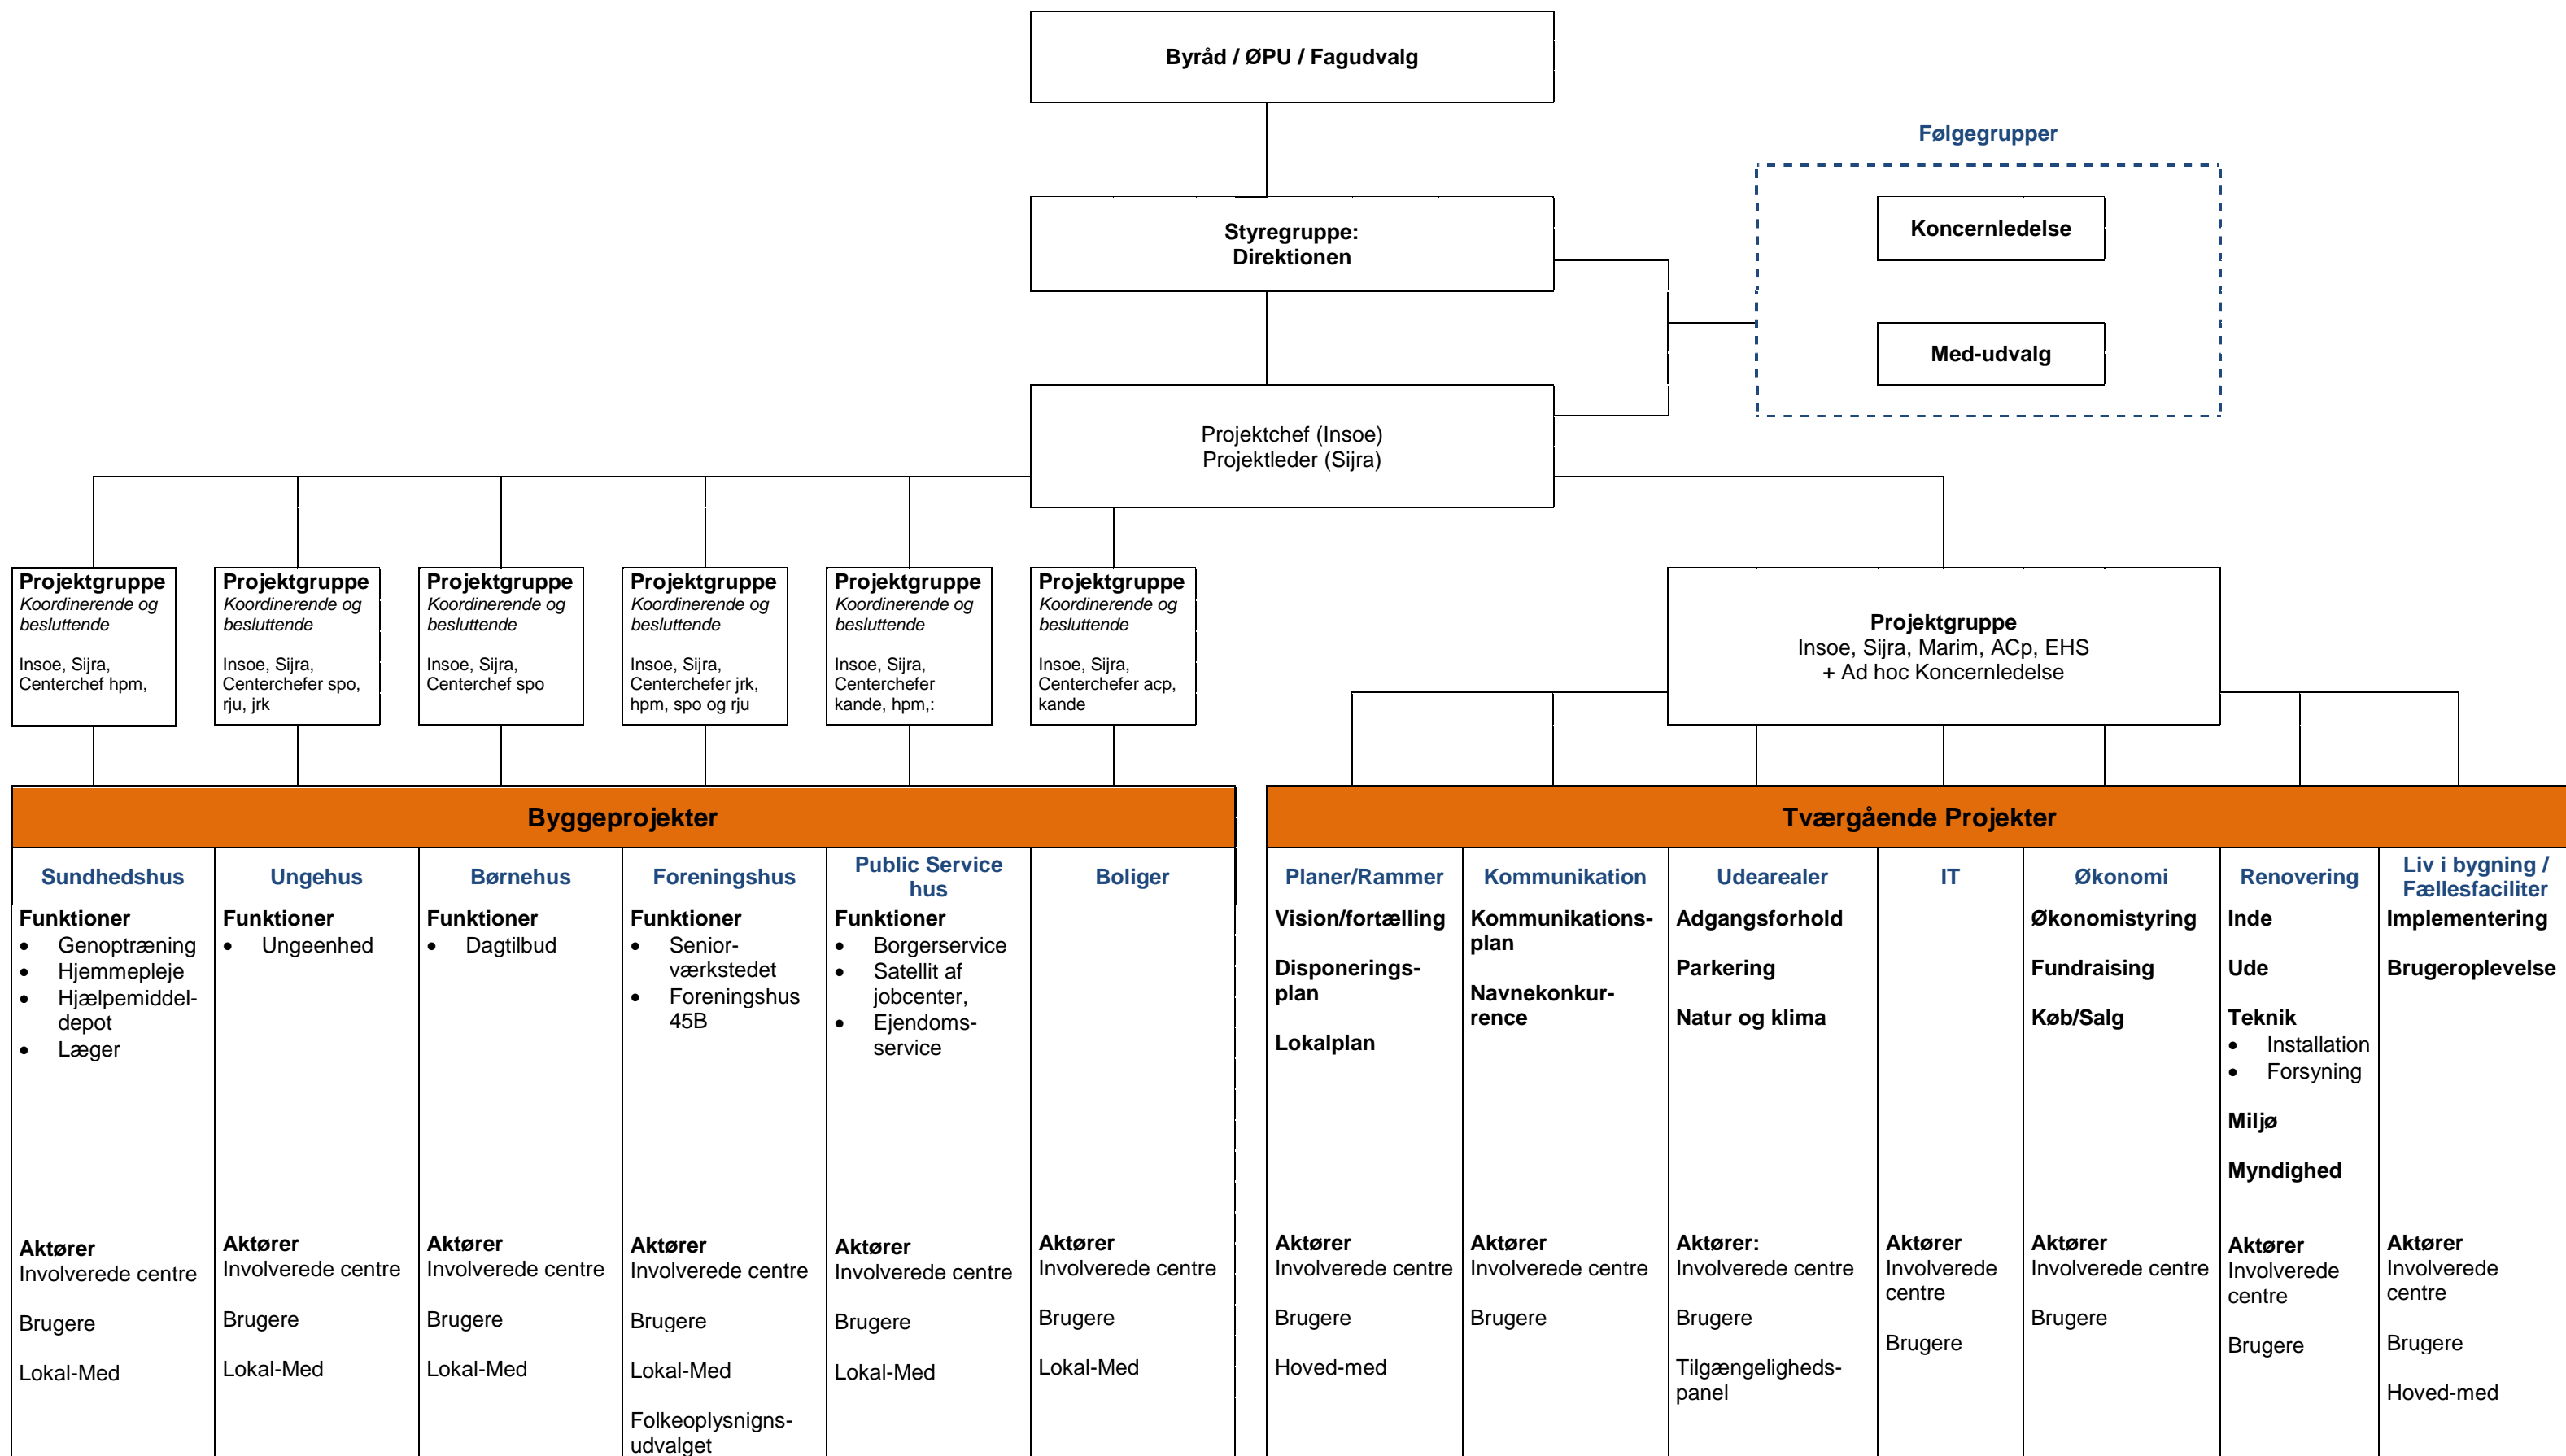 Byråd / ØPU / Fagudvalg
Følgegrupper
Styregruppe:
Direktionen
Koncernledelse
Med-udvalg
Projektchef (Insoe)
Projektleder (Sijra)
Projektgruppe
Koordinerende og
besluttende
Insoe, Sijra,
Centerchef hpm,
Projektgruppe
Koordinerende og
besluttende
Insoe, Sijra,
Centerchefer spo,
rju, jrk
Projektgruppe
Koordinerende og
besluttende
Insoe, Sijra,
Centerchef spo
Projektgruppe
Koordinerende og
besluttende
Insoe, Sijra,
Centerchefer jrk,
hpm, spo og rju
Projektgruppe
Koordinerende og
besluttende
Insoe, Sijra,
Centerchefer
kande, hpm,:
Projektgruppe
Koordinerende og
besluttende
Insoe, Sijra,
Centerchefer acp,
kande
Projektgruppe
Insoe, Sijra, Marim, ACp, EHS
+ Ad hoc Koncernledelse
Byggeprojekter
Sundhedshus
Funktioner
• Genoptræning
• Hjemmepleje
• Hjælpemiddel-
depot
• Læger
Aktører
Involverede centre
Brugere
Lokal-Med
Ungehus
Funktioner
• Ungeenhed
Aktører
Involverede centre
Brugere
Lokal-Med
Børnehus
Funktioner
• Dagtilbud
Aktører
Involverede centre
Brugere
Lokal-Med
Foreningshus
Funktioner
• Senior-
værkstedet
• Foreningshus
45B
Aktører
Involverede centre
Brugere
Lokal-Med
Folkeoplysnigns-
udvalget
Public Service
hus
Funktioner
• Borgerservice
• Satellit af
jobcenter,
• Ejendoms-
service
Aktører
Involverede centre
Brugere
Lokal-Med
Boliger
Aktører
Involverede centre
Brugere
Lokal-Med
Tværgående Projekter
Planer/Rammer
Vision/fortælling
Disponerings-
plan
Lokalplan
Aktører
Involverede centre
Brugere
Hoved-med
Kommunikation
Kommunikations-
plan
Navnekonkur-
rence
Aktører
Involverede centre
Brugere
Udearealer
Adgangsforhold
Parkering
Natur og klima
Aktører:
Involverede centre
Brugere
Tilgængeligheds-
panel
IT
Aktører
Involverede
centre
Brugere
Økonomi
Økonomistyring
Fundraising
Køb/Salg
Aktører
Involverede centre
Brugere
Renovering
Inde
Ude
Teknik
• Installation
• Forsyning
Miljø
Myndighed
Aktører
Involverede
centre
Brugere
Liv i bygning /
Fællesfaciliter
Implementering
Brugeroplevelse
Aktører
Involverede
centre
Brugere
Hoved-med